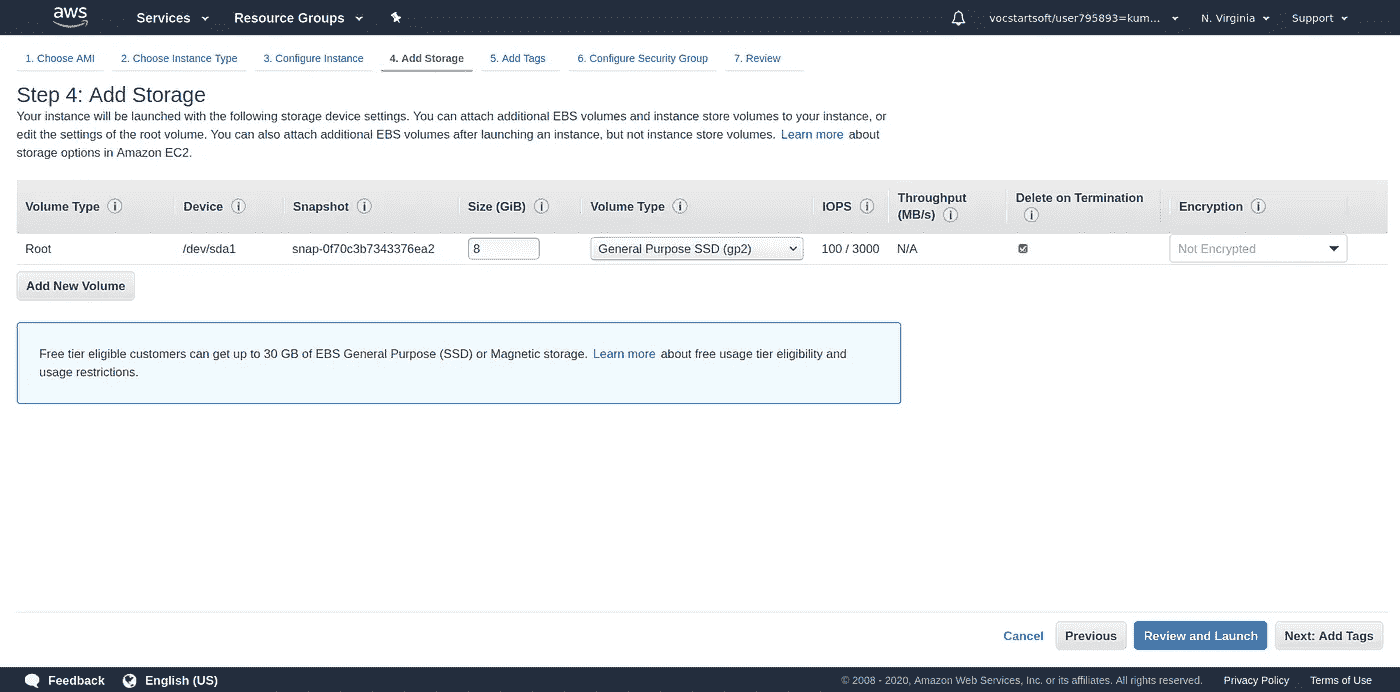 aws Services Resource Groups vocstartsoft/user795893=kum... N. Virginia Support
1. Choose AMI 2. Choose Instance Type 3. Configure Instance 4. Add Storage 5. Add Tags 6. Configure Security Group 7. Review
Step 4: Add Storage
Your instance will be launched with the following storage device settings. You can attach additional EBS volumes and instance store volumes to your instance, or
edit the settings of the root volume. You can also attach additional EBS volumes after launching an instance, but not instance store volumes. Learn more about
storage options in Amazon EC2.
Volume Type Device Snapshot Size (GiB) Volume Type IOPS Throughput (MB/s) Delete on Termination Encryption
Root /dev/sda1 snap-0f70c3b7343376ea2 8 General Purpose SSD (gp2) 100 / 3000 N/A Not Encrypted
Add New Volume
Free tier eligible customers can get up to 30 GB of EBS General Purpose (SSD) or Magnetic storage. Learn more about free usage tier eligibility and
usage restrictions.
Cancel Previous Review and Launch Next: Add Tags
Feedback English (US) © 2008 - 2020, Amazon Web Services, Inc. or its affiliates. All rights reserved. Privacy Policy Terms of Use